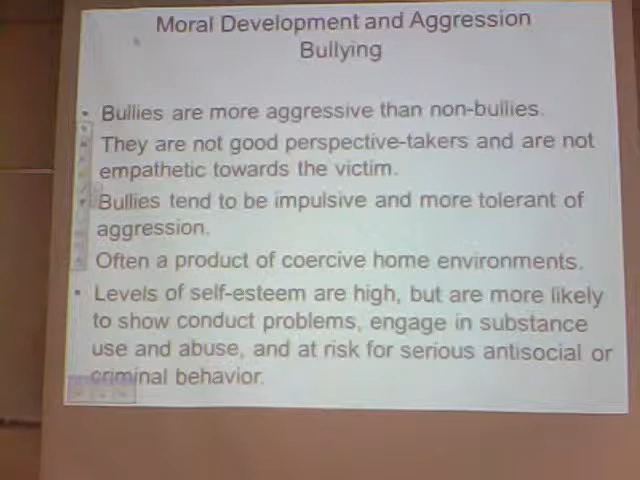 Moral Development and Aggression
Bullying
• Bullies are more aggressive than non-bullies.
They are not good perspective-takers and are not
empathetic towards the victim.
Bullies tend to be impulsive and more tolerant of
aggression.
Often a product of coercive home environments.
• Levels of self-esteem are high, but are more likely
to show conduct problems, engage in substance
use and abuse, and at risk for serious antisocial or
criminal behavior.